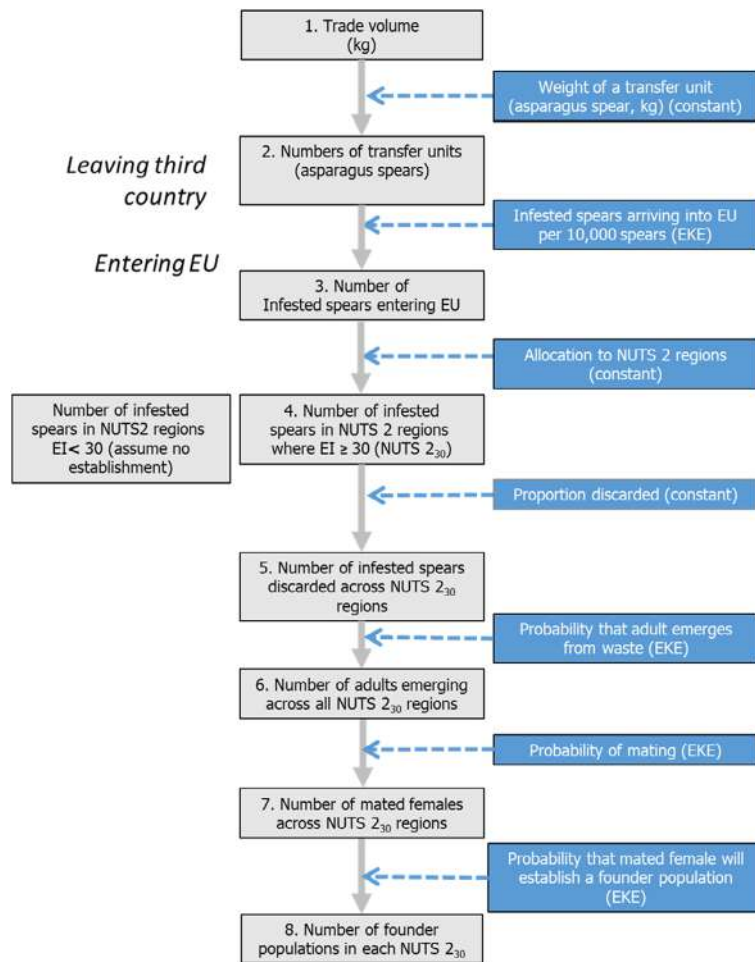 1. Trade volume
(kg)
Weight of a transfer unit
(asparagus spear, kg) (constant)
Leaving third
country
2. Numbers of transfer units
(asparagus spears)
Infested spears arriving into EU
per 10,000 spears (EKE)
Entering EU
3. Number of
Infested spears entering EU
Allocation to NUTS 2 regions
(constant)
Number of infested
spears in NUTS2 regions
EI< 30 (assume no
establishment)
4. Number of infested
spears in NUTS 2 regions
where EI ≥ 30 (NUTS 2₃₀)
Proportion discarded (constant)
5. Number of infested spears
discarded across NUTS 2₃₀
regions
Probability that adult emerges
from waste (EKE)
6. Number of adults emerging
across all NUTS 2₃₀ regions
Probability of mating (EKE)
7. Number of mated females
across NUTS 2₃₀ regions
Probability that mated female will
establish a founder population
(EKE)
8. Number of founder
populations in each NUTS 2₃₀